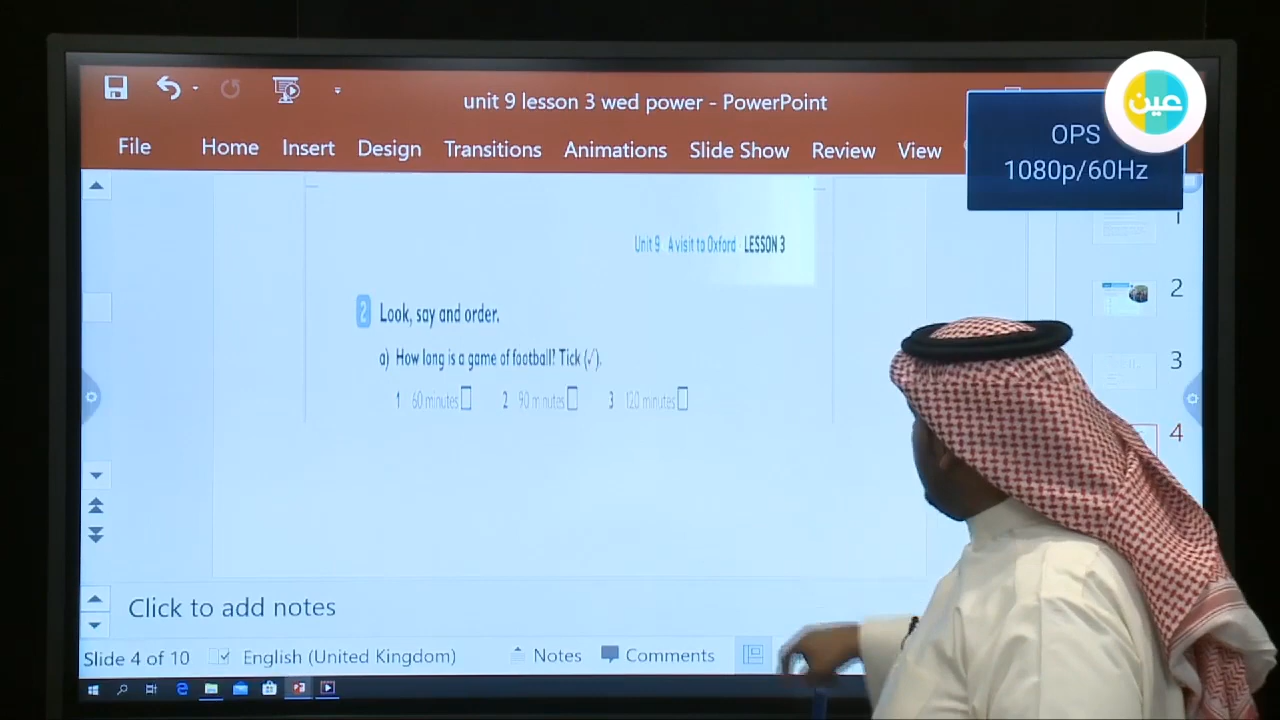 عين
unit 9 lesson 3 wed power - PowerPoint
OPS
1080p/60Hz
File Home Insert Design Transitions Animations Slide Show Review View
Unit 9 A visit to Oxford LESSON 3
2 Look, say and order.
a) How long is a game of football? Tick (✓).
1 60 minutes 2 90 minutes 3 120 minutes
1
2
3
4
Click to add notes
Slide 4 of 10 English (United Kingdom) Notes Comments